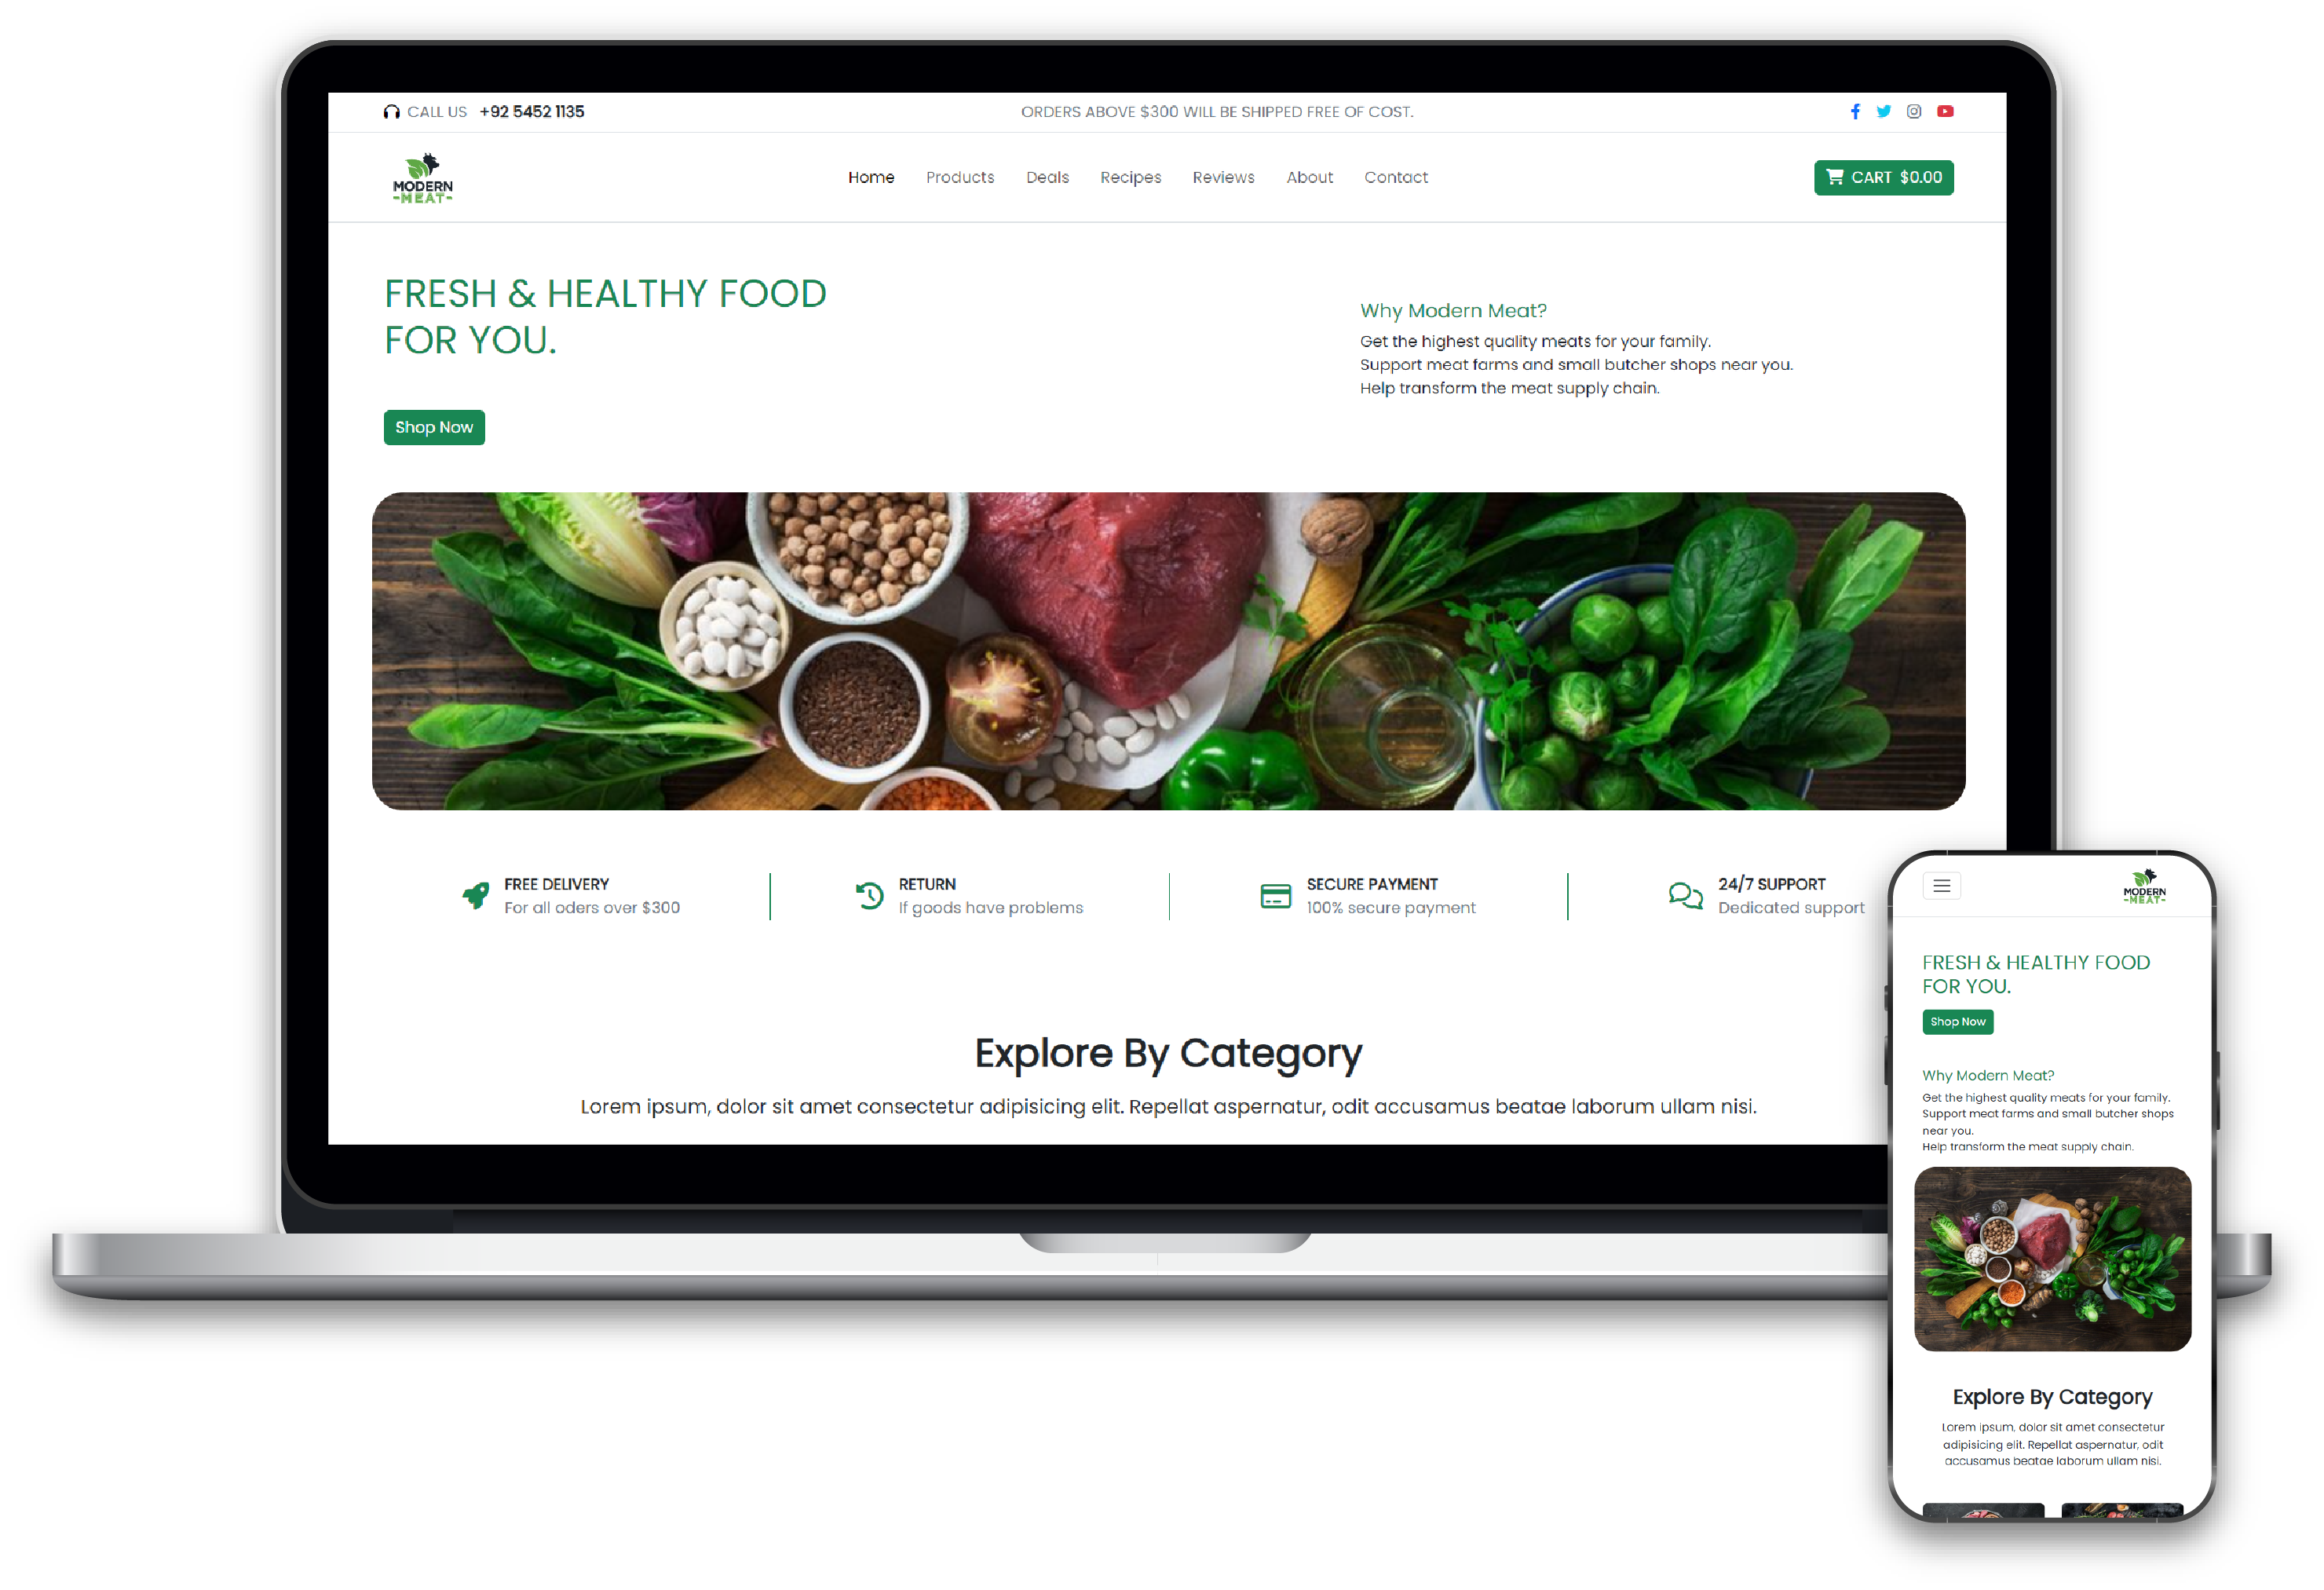 CALL US +92 5452 1135
ORDERS ABOVE $300 WILL BE SHIPPED FREE OF COST.
MODERN
-MEAT-
Home Products Deals Recipes Reviews About Contact
CART $0.00
FRESH & HEALTHY FOOD
FOR YOU.
Shop Now
Why Modern Meat?
Get the highest quality meats for your family.
Support meat farms and small butcher shops near you.
Help transform the meat supply chain.
FREE DELIVERY
For all oders over $300
RETURN
If goods have problems
SECURE PAYMENT
100% secure payment
24/7 SUPPORT
Dedicated support
Explore By Category
Lorem ipsum, dolor sit amet consectetur adipisicing elit. Repellat aspernatur, odit accusamus beatae laborum ullam nisi.
MODERN
-MEAT-
FRESH & HEALTHY FOOD
FOR YOU.
Shop Now
Why Modern Meat?
Get the highest quality meats for your family.
Support meat farms and small butcher shops
near you.
Help transform the meat supply chain.
Explore By Category
Lorem ipsum, dolor sit amet consectetur
adipisicing elit. Repellat aspernatur, odit
accusamus beatae laborum ullam nisi.